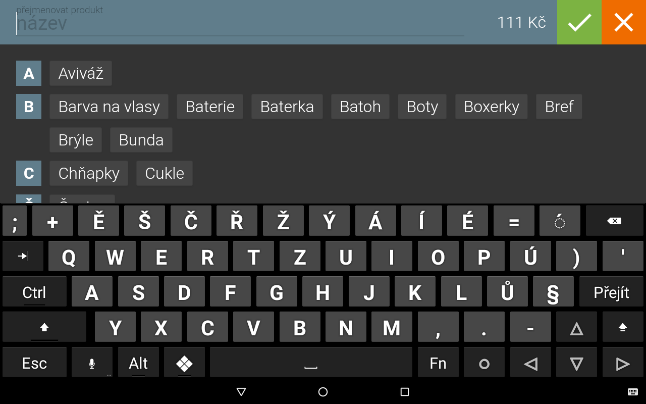 přejmenovat produkt
název
111 Kč
A Aviváž
B Barva na vlasy Baterie Baterka Batoh Boty Boxerky Bref
Brýle Bunda
C Chňapky Cukle
; + Ě Š Č Ř Ž Ý Á Í É =
Q W E R T Z U I O P Ú ) '
Ctrl A S D F G H J K L Ů § Přejít
Y X C V B N M , . -
Esc Alt Fn